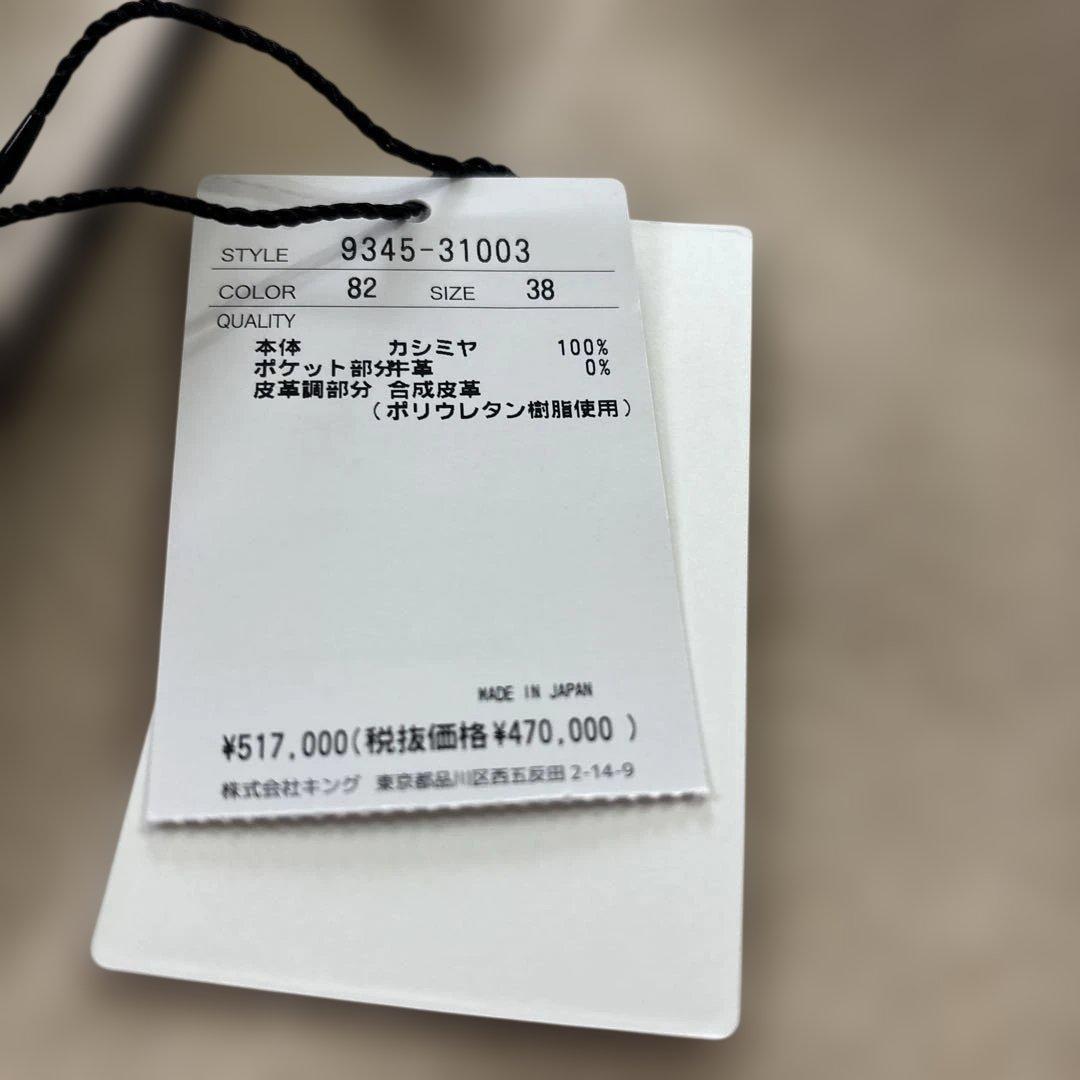 STYLE 9345-31003
COLOR 82 SIZE 38
QUALITY
本体 カシミヤ 100%
ポケット部分牛革 0%
皮革調部分 合成皮革
(ポリウレタン樹脂使用)
MADE IN JAPAN
¥517,000(税抜価格¥470,000 )
株式会社キング 東京都品川区西五反田2-14-9